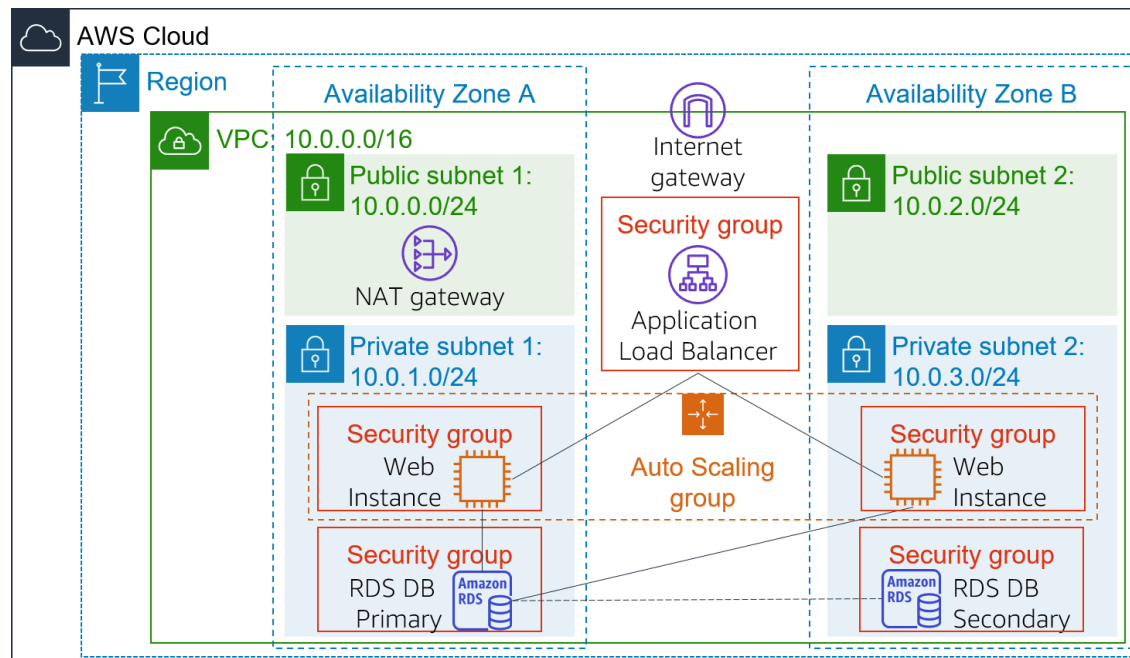 AWS Cloud
Region
Availability Zone A
Availability Zone B
VPC: 10.0.0.0/16
Internet
gateway
Public subnet 1:
10.0.0.0/24
NAT gateway
Public subnet 2:
10.0.2.0/24
Security group
Application
Load Balancer
Private subnet 1:
10.0.1.0/24
Private subnet 2:
10.0.3.0/24
Security group
Web
Instance
Auto Scaling
group
Security group
Web
Instance
Security group
RDS DB
Primary
Amazon
RDS
Security group
Amazon
RDS
RDS DB
Secondary